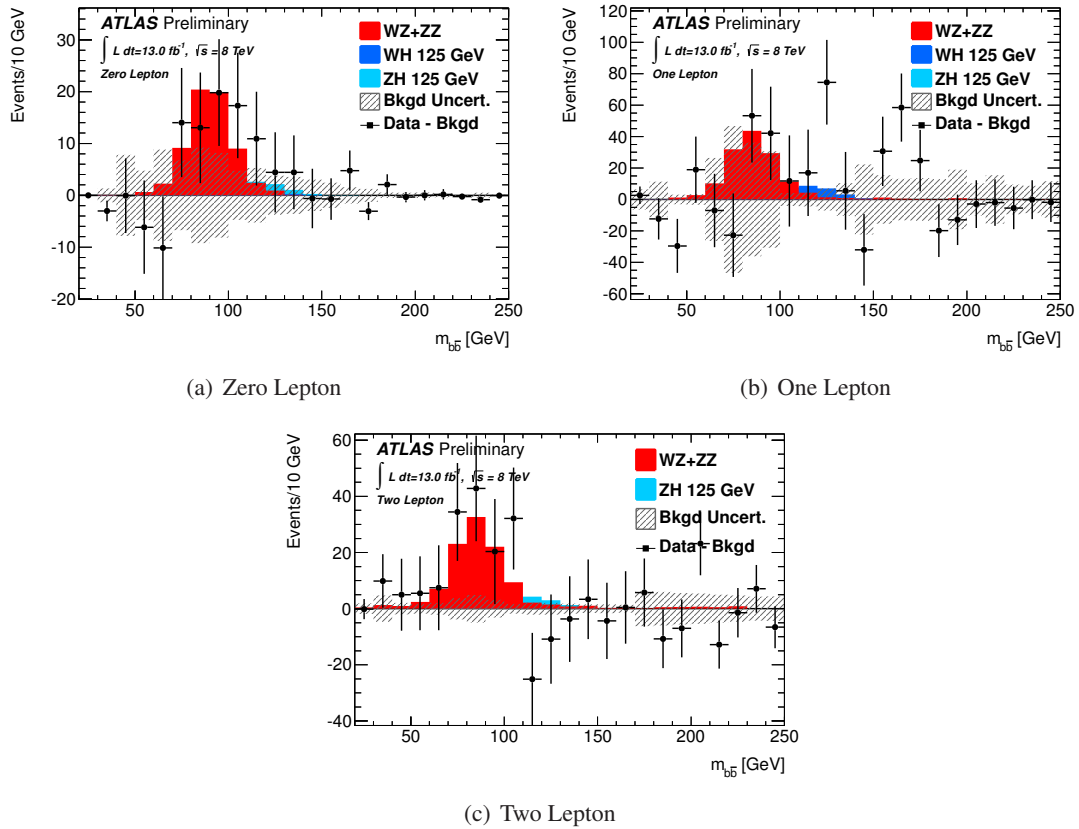 ATLAS Preliminary
∫ L dt=13.0 fb⁻¹, √s = 8 TeV
Zero Lepton
WZ+ZZ
WH 125 GeV
ZH 125 GeV
Bkgd Uncert.
Data - Bkgd
Events/10 GeV
30
20
10
0
-10
-20
50 100 150 200 250
m_{bb̄} [GeV]
(a) Zero Lepton
ATLAS Preliminary
∫ L dt=13.0 fb⁻¹, √s = 8 TeV
One Lepton
WZ+ZZ
WH 125 GeV
ZH 125 GeV
Bkgd Uncert.
Data - Bkgd
Events/10 GeV
120
100
80
60
40
20
0
-20
-40
-60
50 100 150 200 250
m_{bb̄} [GeV]
(b) One Lepton
ATLAS Preliminary
∫ L dt=13.0 fb⁻¹, √s = 8 TeV
Two Lepton
WZ+ZZ
ZH 125 GeV
Bkgd Uncert.
Data - Bkgd
Events/10 GeV
60
40
20
0
-20
-40
50 100 150 200 250
m_{bb̄} [GeV]
(c) Two Lepton